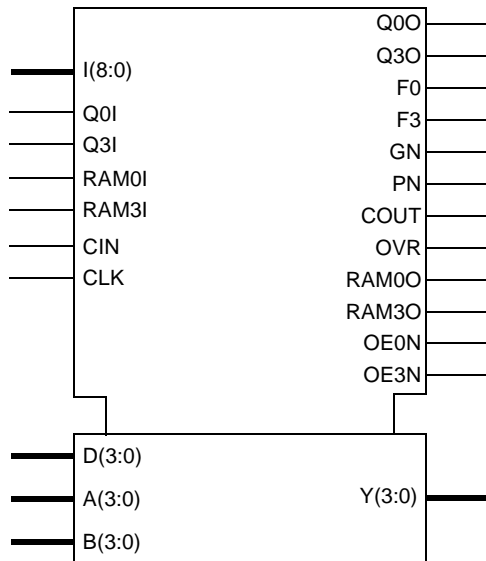 I(8:0)
Q0I
Q3I
RAM0I
RAM3I
CIN
CLK
Q0O
Q3O
F0
F3
GN
PN
COUT
OVR
RAM0O
RAM3O
OE0N
OE3N
D(3:0)
A(3:0)
B(3:0)
Y(3:0)